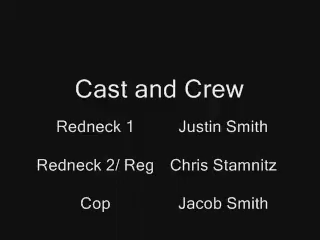 Cast and Crew
Redneck 1 Justin Smith
Redneck 2/ Reg Chris Stamnitz
Cop Jacob Smith